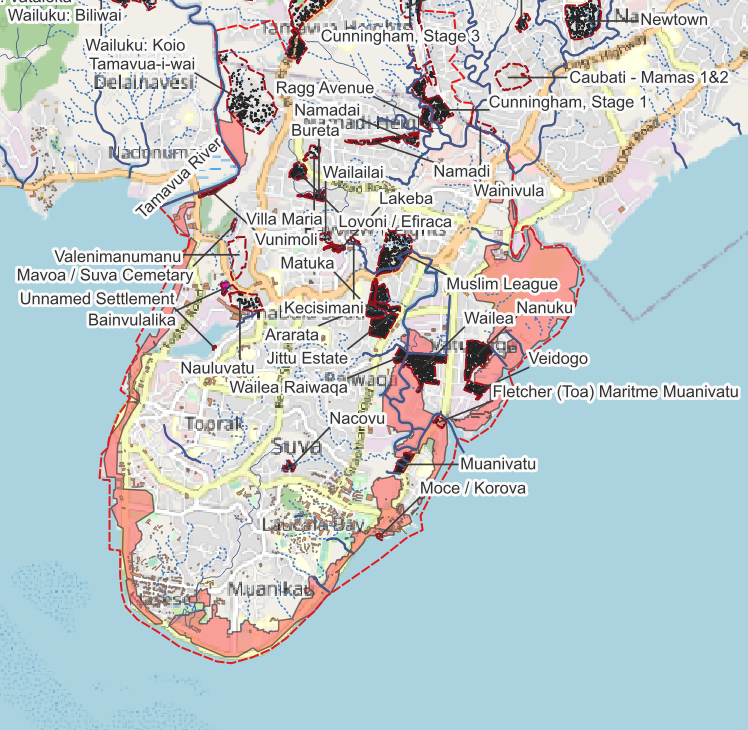 Wailuku: Biliwai
Newtown
Cunningham, Stage 3
Wailuku: Koio
Tamavua-i-wai
Delainavesi
Caubati - Mamas 1&2
Ragg Avenue
Cunningham, Stage 1
Namadai
Bureta
Nadonumai
Tamavua River
Wailailai
Namadi
Wainivula
Lakeba
Villa Maria
Lovoni / Efiraca
Vunimoli
Valenimanumanu
Matuka
Mavoa / Suva Cemetary
Muslim League
Unnamed Settlement
Kecisimani
Nanuku
Bainvulalika
Wailea
Ararata
Jittu Estate
Veidogo
Nauluvatu
Wailea Raiwaqa
Raiwaqa
Fletcher (Toa) Maritme Muanivatu
Toorak
Nacovu
Suva
Muanivatu
Moce / Korova
Laucala Bay
Muanikau